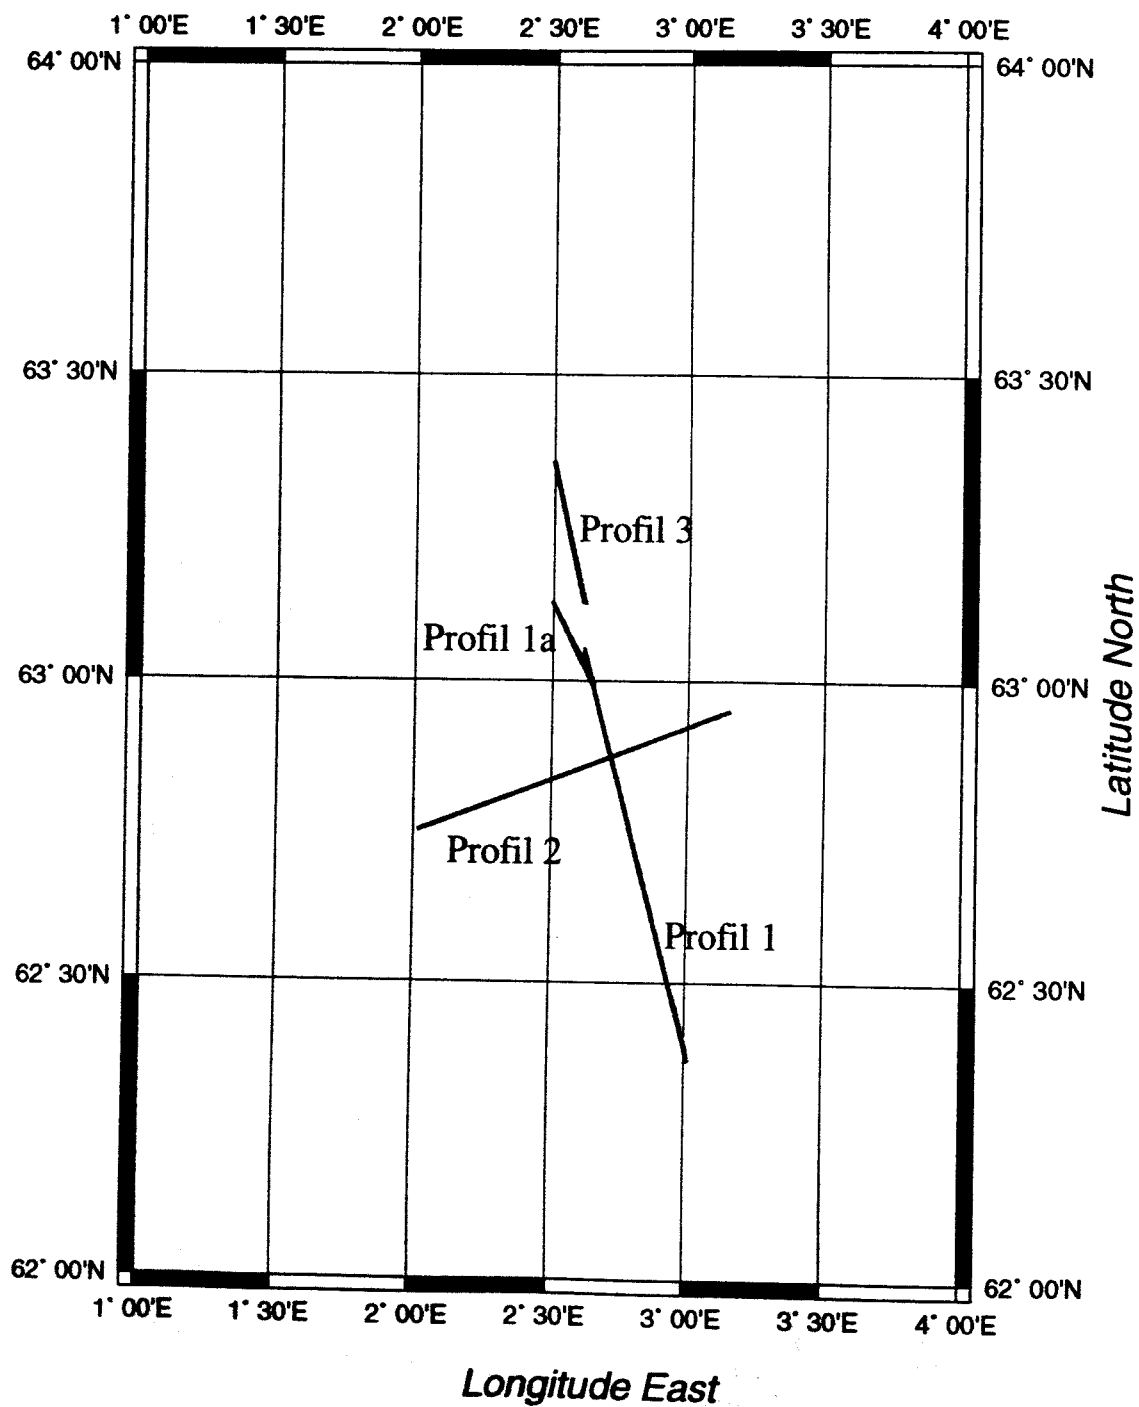 1° 00'E 1° 30'E 2° 00'E 2° 30'E 3° 00'E 3° 30'E 4° 00'E
64° 00'N 64° 00'N
63° 30'N 63° 30'N
Profil 3
Profil 1a
63° 00'N 63° 00'N
Latitude North
Profil 2
Profil 1
62° 30'N 62° 30'N
62° 00'N 62° 00'N
1° 00'E 1° 30'E 2° 00'E 2° 30'E 3° 00'E 3° 30'E 4° 00'E
Longitude East